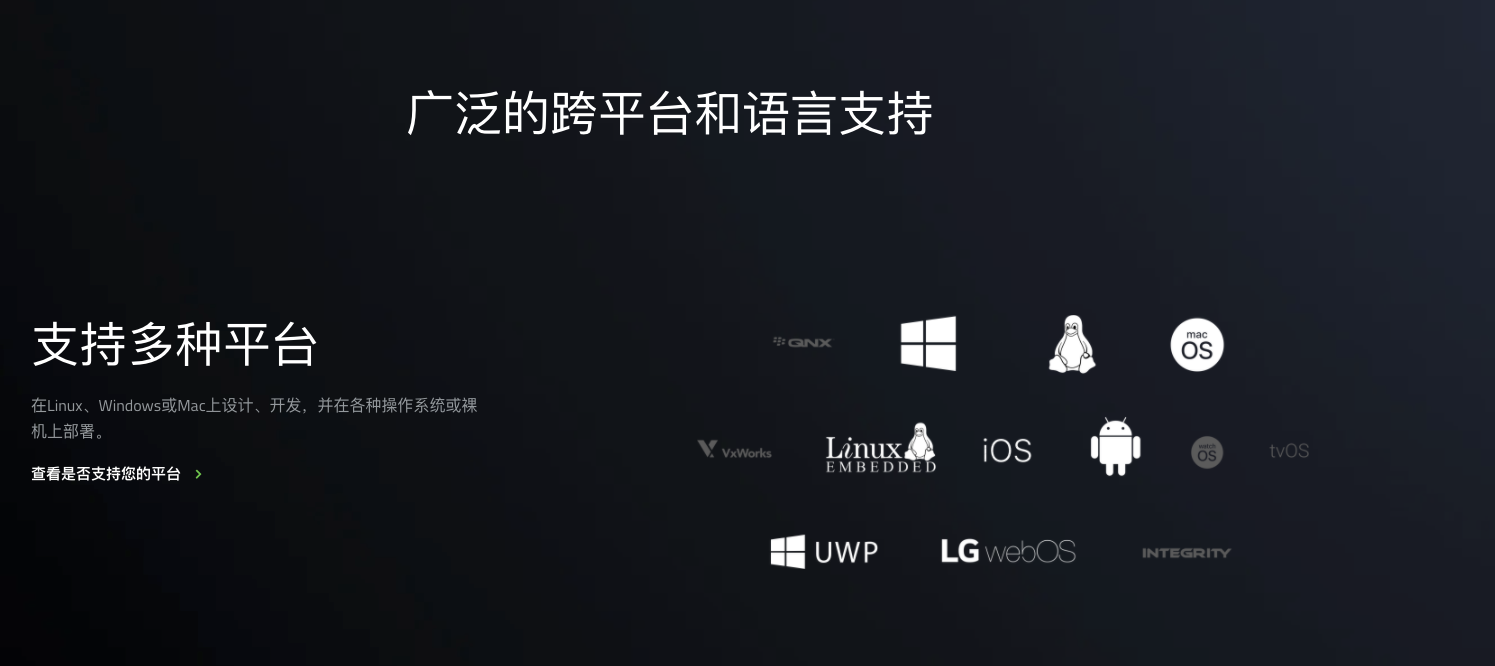 广泛的跨平台和语言支持
支持多种平台
在Linux、Windows或Mac上设计、开发，并在各种操作系统或裸
机上部署。
查看是否支持您的平台
QNX
mac
OS
VxWorks
Linux
EMBEDDED
iOS
watch
OS
tvOS
UWP
LG webOS
INTEGRITY